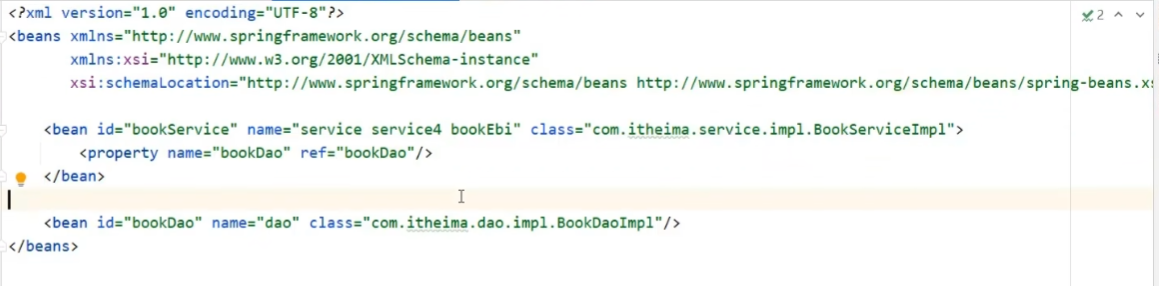 <?xml version="1.0" encoding="UTF-8"?>
2
<beans xmlns="http://www.springframework.org/schema/beans"
xmlns:xsi="http://www.w3.org/2001/XMLSchema-instance"
xsi:schemaLocation="http://www.springframework.org/schema/beans http://www.springframework.org/schema/beans/spring-beans.xs
<bean id="bookService" name="service service4 bookEbi" class="com.itheima.service.impl.BookServiceImpl">
<property name="bookDao" ref="bookDao"/>
</bean>
<bean id="bookDao" name="dao" class="com.itheima.dao.impl.BookDaoImpl"/>
</beans>